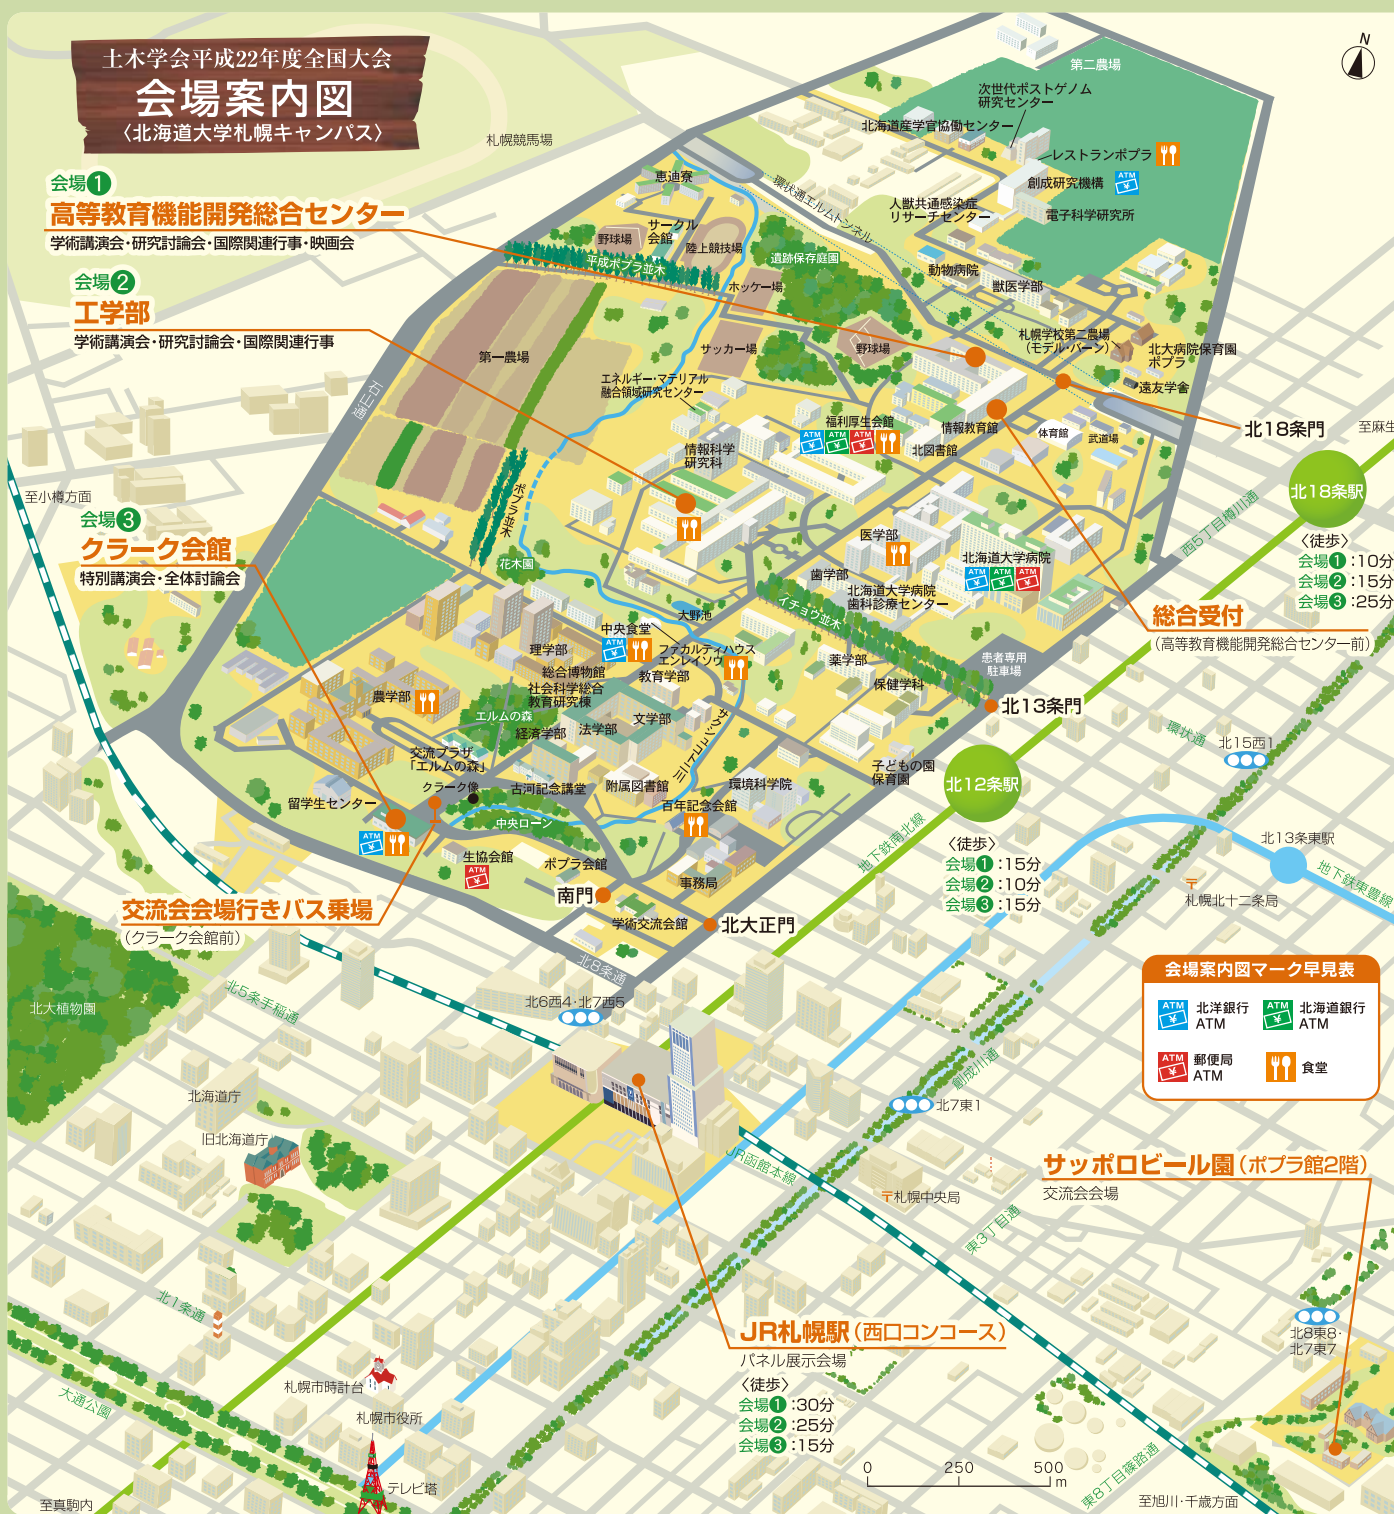 土木学会平成22年度全国大会
会場案内図
〈北海道大学札幌キャンパス〉
N
札幌競馬場
会場❶
高等教育機能開発総合センター
学術講演会・研究討論会・国際関連行事・映画会
会場❷
工学部
学術講演会・研究討論会・国際関連行事
会場❸
クラーク会館
特別講演会・全体討論会
至小樽方面
石山通
第二農場
次世代ポストゲノム
研究センター
北海道産学官協働センター
レストランポプラ
創成研究機構
ATM
¥
電子科学研究所
人獣共通感染症
リサーチセンター
環状通エルムトンネル
恵迪寮
サークル
会館
野球場
陸上競技場
平成ポプラ並木
遺跡保存庭園
動物病院
獣医学部
ホッケー場
サッカー場
野球場
札幌学校第二農場
(モデル・バーン)
北大病院保育園
ポプラ
遠友学舎
第一農場
エネルギー・マテリアル
融合領域研究センター
福利厚生会館
ATM
¥
ATM
¥
ATM
¥
情報教育館
北図書館
体育館
武道場
北18条門
至麻生
北18条駅
西5丁目樽川通
〈徒歩〉
会場❶:10分
会場❷:15分
会場❸:25分
情報科学
研究科
ポプラ並木
花木園
医学部
北海道大学病院
ATM
¥
ATM
¥
ATM
¥
歯学部
北海道大学病院
歯科診療センター
イチョウ並木
総合受付
(高等教育機能開発総合センター前)
大野池
中央食堂
ATM
¥
ファカルティハウス
エンレイソウ
理学部
総合博物館
教育学部
社会科学総合
教育研究棟
薬学部
保健学科
患者専用
駐車場
北13条門
農学部
エルムの森
経済学部
法学部
文学部
サクシュコトニ川
交流プラザ
「エルムの森」
クラーク像
古河記念講堂
附属図書館
環境科学院
子どもの園
保育園
北12条駅
環状通
北15西1
留学生センター
ATM
¥
中央ローン
百年記念会館
生協会館
ATM
¥
ポプラ会館
事務局
南門
学術交流会館
北大正門
地下鉄南北線
〈徒歩〉
会場❶:15分
会場❷:10分
会場❸:15分
北13条東駅
地下鉄東豊線
〒
札幌北十二条局
交流会会場行きバス乗場
(クラーク会館前)
北8条通
北6西4・北7西5
北5条手稲通
北大植物園
会場案内図マーク早見表
ATM
¥
北洋銀行
ATM
ATM
¥
北海道銀行
ATM
ATM
¥
郵便局
ATM
食堂
北海道庁
旧北海道庁
創成川通
北7東1
JR函館本線
〒札幌中央局
サッポロビール園(ポプラ館2階)
交流会会場
東3丁目通
北1条通
大通公園
札幌市時計台
札幌市役所
テレビ塔
至真駒内
JR札幌駅(西口コンコース)
パネル展示会場
〈徒歩〉
会場❶:30分
会場❷:25分
会場❸:15分
北8東8・
北7東7
0
250
500
m
東8丁目篠路通
至旭川・千歳方面